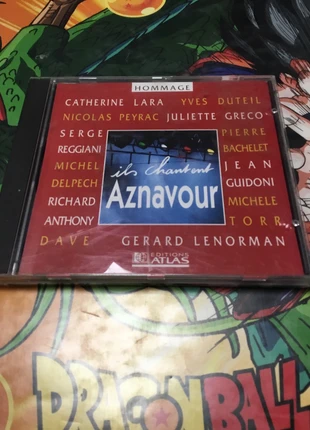 HOMMAGE
CATHERINE LARA YVES DUTEIL
NICOLAS PEYRAC JULIETTE GRECO
SERGE PIERRE
REGGIANI BACHELET
MICHEL JEAN
ils chantent
DELPECH Aznavour GUIDONI
RICHARD MICHELE
ANTHONY TORR
DAVE GERARD LENORMAN
EDITIONS
ATLAS
DRAGON BALL